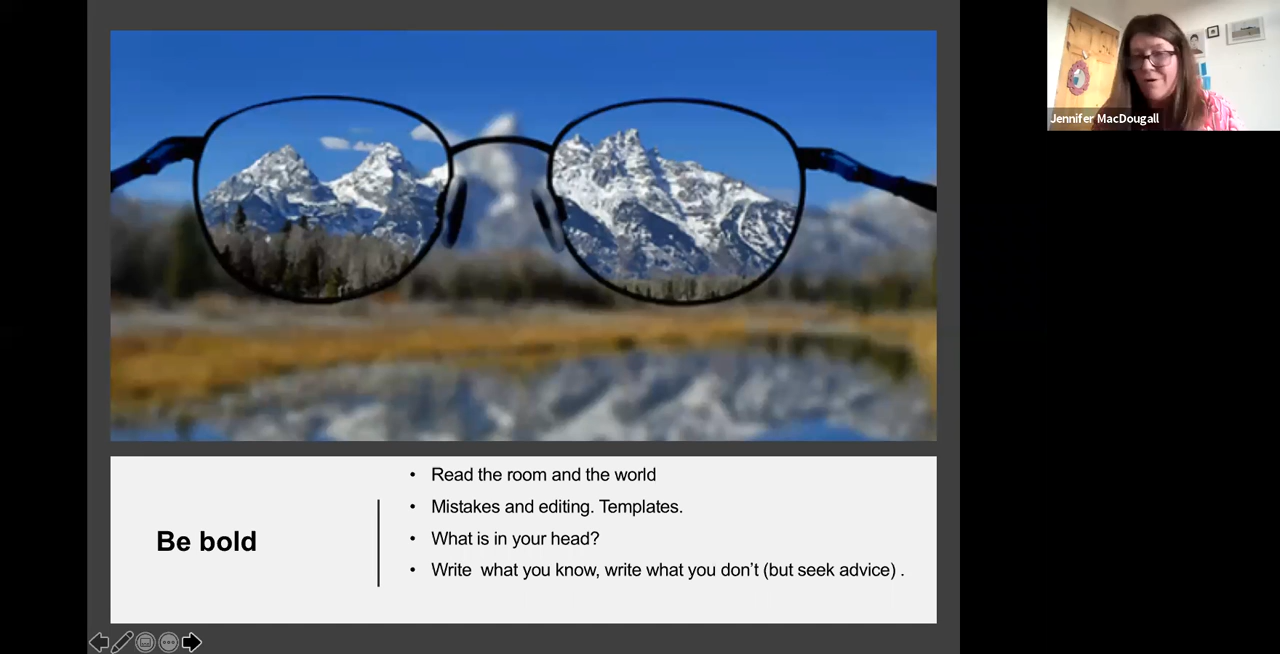 Jennifer MacDougall
Be bold
• Read the room and the world
• Mistakes and editing. Templates.
• What is in your head?
• Write  what you know, write what you don’t (but seek advice) .